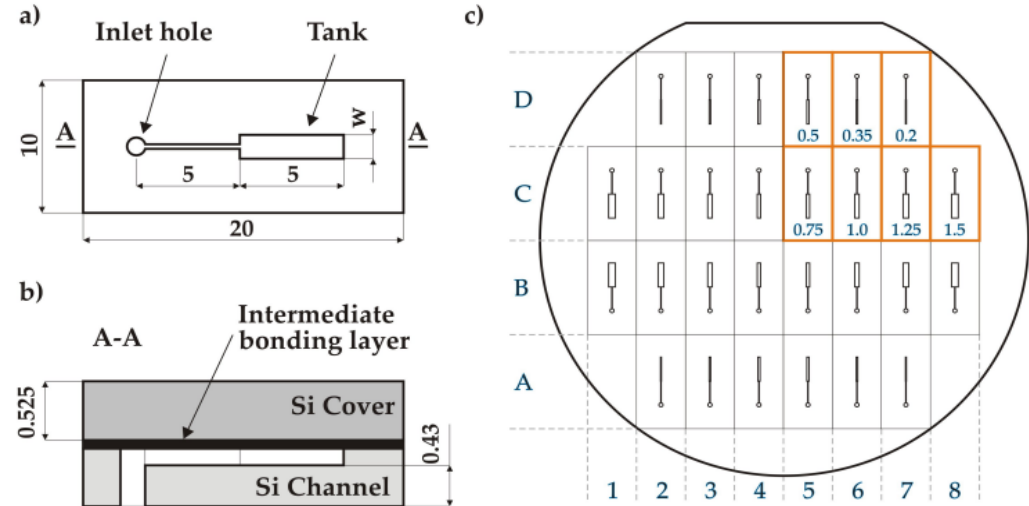 a)
Inlet hole
Tank
A
A
w
10
5
5
20
b)
A-A
Intermediate
bonding layer
0.525
Si Cover
0.43
Si Channel
c)
D
0.5 0.35 0.2
C
0.75 1.0 1.25 1.5
B
A
1 2 3 4 5 6 7 8